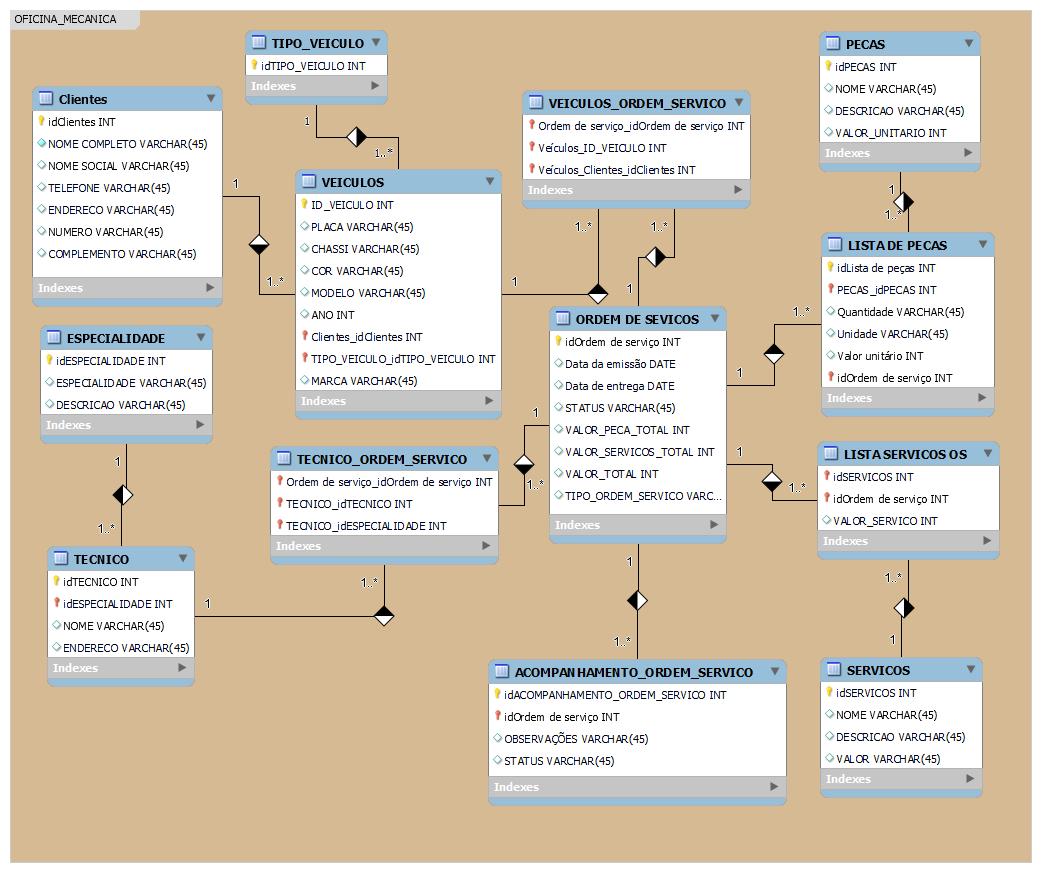 OFICINA_MECANICA
TIPO_VEICULO
idTIPO_VEICULO INT
Indexes
Clientes
idClientes INT
NOME COMPLETO VARCHAR(45)
NOME SOCIAL VARCHAR(45)
TELEFONE VARCHAR(45)
ENDERECO VARCHAR(45)
NUMERO VARCHAR(45)
COMPLEMENTO VARCHAR(45)
Indexes
1
1..*
1
1..*
VEICULOS
ID_VEICULO INT
PLACA VARCHAR(45)
CHASSI VARCHAR(45)
COR VARCHAR(45)
MODELO VARCHAR(45)
ANO INT
Clientes_idClientes INT
TIPO_VEICULO_idTIPO_VEICULO INT
MARCA VARCHAR(45)
Indexes
VEICULOS_ORDEM_SERVICO
Ordem de serviço_idOrdem de serviço INT
Veículos_ID_VEICULO INT
Veículos_Clientes_idClientes INT
Indexes
1
1..*
1..*
1
PECAS
idPECAS INT
NOME VARCHAR(45)
DESCRICAO VARCHAR(45)
VALOR_UNITARIO INT
Indexes
1
1..*
LISTA DE PECAS
idLista de peças INT
PECAS_idPECAS INT
Quantidade VARCHAR(45)
Unidade VARCHAR(45)
Valor unitário INT
idOrdem de serviço INT
Indexes
1..*
1
ORDEM DE SEVICOS
idOrdem de serviço INT
Data da emissão DATE
Data de entrega DATE
STATUS VARCHAR(45)
VALOR_PECA_TOTAL INT
VALOR_SERVICOS_TOTAL INT
VALOR_TOTAL INT
TIPO_ORDEM_SERVICO VARC...
Indexes
ESPECIALIDADE
idESPECIALIDADE INT
ESPECIALIDADE VARCHAR(45)
DESCRICAO VARCHAR(45)
Indexes
1
1..*
TECNICO_ORDEM_SERVICO
Ordem de serviço_idOrdem de serviço INT
TECNICO_idTECNICO INT
TECNICO_idESPECIALIDADE INT
Indexes
1
1..*
1
1..*
LISTA SERVICOS OS
idSERVICOS INT
idOrdem de serviço INT
VALOR_SERVICO INT
Indexes
TECNICO
idTECNICO INT
idESPECIALIDADE INT
NOME VARCHAR(45)
ENDERECO VARCHAR(45)
Indexes
1
1..*
1
1..*
1..*
1
ACOMPANHAMENTO_ORDEM_SERVICO
idACOMPANHAMENTO_ORDEM_SERVICO INT
idOrdem de serviço INT
OBSERVAÇÕES VARCHAR(45)
STATUS VARCHAR(45)
Indexes
SERVICOS
idSERVICOS INT
NOME VARCHAR(45)
DESCRICAO VARCHAR(45)
VALOR VARCHAR(45)
Indexes